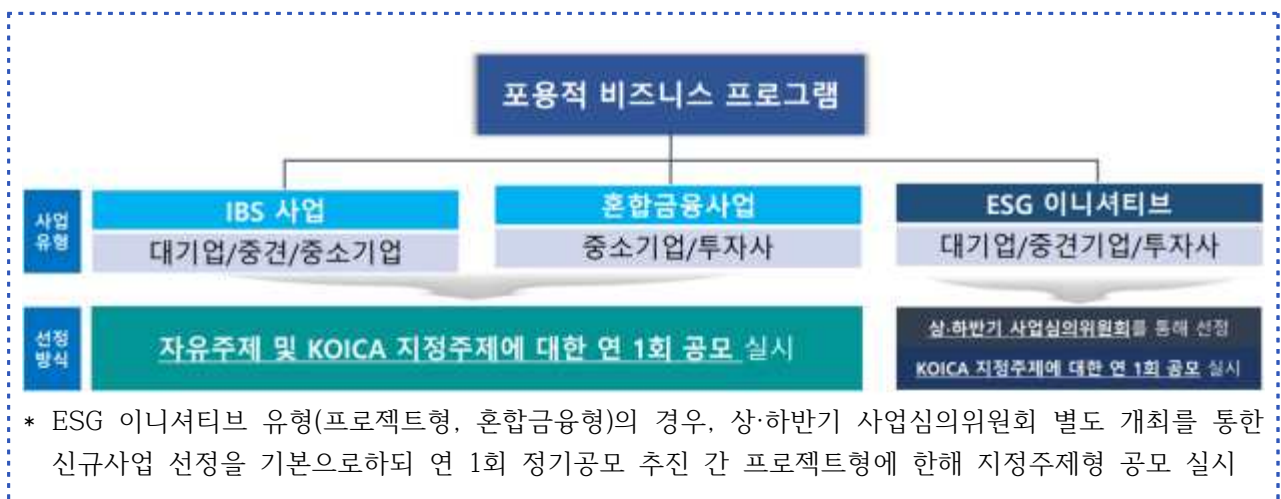 포용적 비즈니스 프로그램
사업
유형
IBS 사업
대기업/중견/중소기업
혼합금융사업
중소기업/투자사
ESG 이니셔티브
대기업/중견기업/투자사
선정
방식
자유주제 및 KOICA 지정주제에 대한 연 1회 공모 실시
상·하반기 사업심의위원회를 통해 선정
KOICA 지정주제에 대한 연 1회 공모 실시
* ESG 이니셔티브 유형(프로젝트형, 혼합금융형)의 경우, 상·하반기 사업심의위원회 별도 개최를 통한
신규사업 선정을 기본으로하되 연 1회 정기공모 추진 간 프로젝트형에 한해 지정주제형 공모 실시